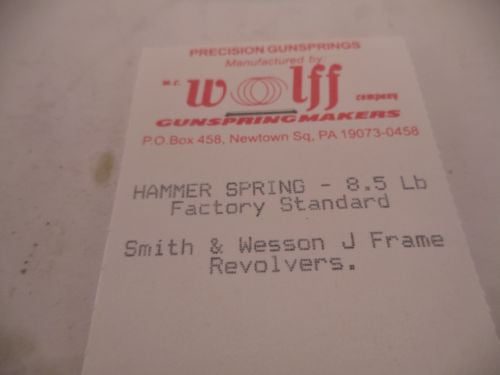 PRECISION GUNSPRINGS
Manufactured by
W.C. Wolff company
GUNSPRINGMAKERS
P.O. Box 458, Newtown Sq, PA 19073-0458
HAMMER SPRING - 8.5 Lb
Factory Standard
Smith & Wesson J Frame
Revolvers.